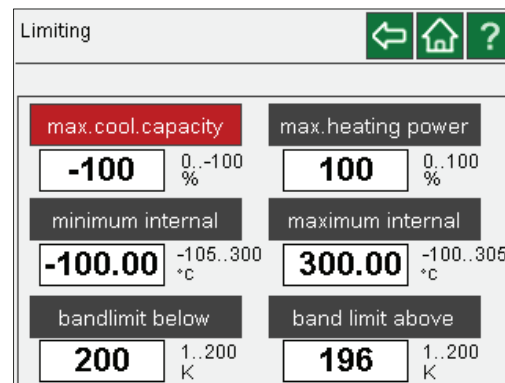 Limiting
?
max.cool.capacity max.heating power
-100 0..-100 % 100 0..100 %
minimum internal maximum internal
-100.00 -105..300 °C 300.00 -100..305 °C
bandlimit below band limit above
200 1..200 K 196 1..200 K